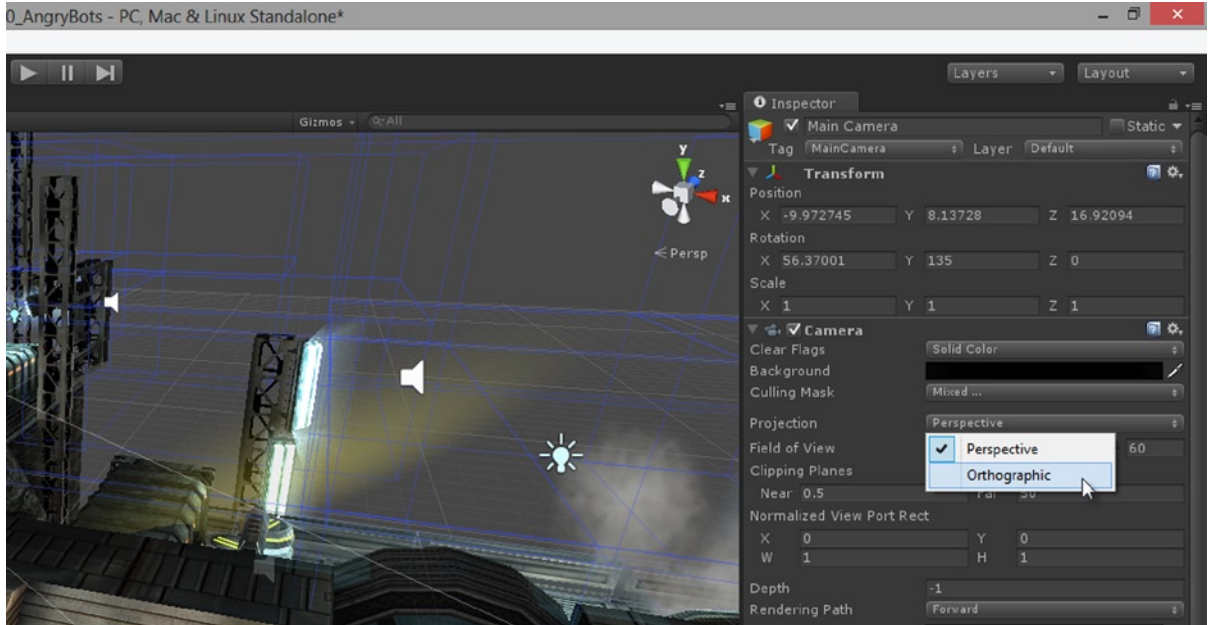 0_AngryBots - PC, Mac & Linux Standalone*
Layers Layout
Inspector
Gizmos All
Main Camera Static
Tag MainCamera Layer Default
Transform
Position
X -9.972745 Y 8.13728 Z 16.92094
Rotation
X 56.37001 Y 135 Z 0
Scale
X 1 Y 1 Z 1
y
z
x
Persp
Camera
Clear Flags Solid Color
Background
Culling Mask Mixed ...
Projection Perspective
Field of View 60
Perspective
Clipping Planes
Orthographic
Near 0.5 Far 50
Normalized View Port Rect
X 0 Y 0
W 1 H 1
Depth -1
Rendering Path Forward